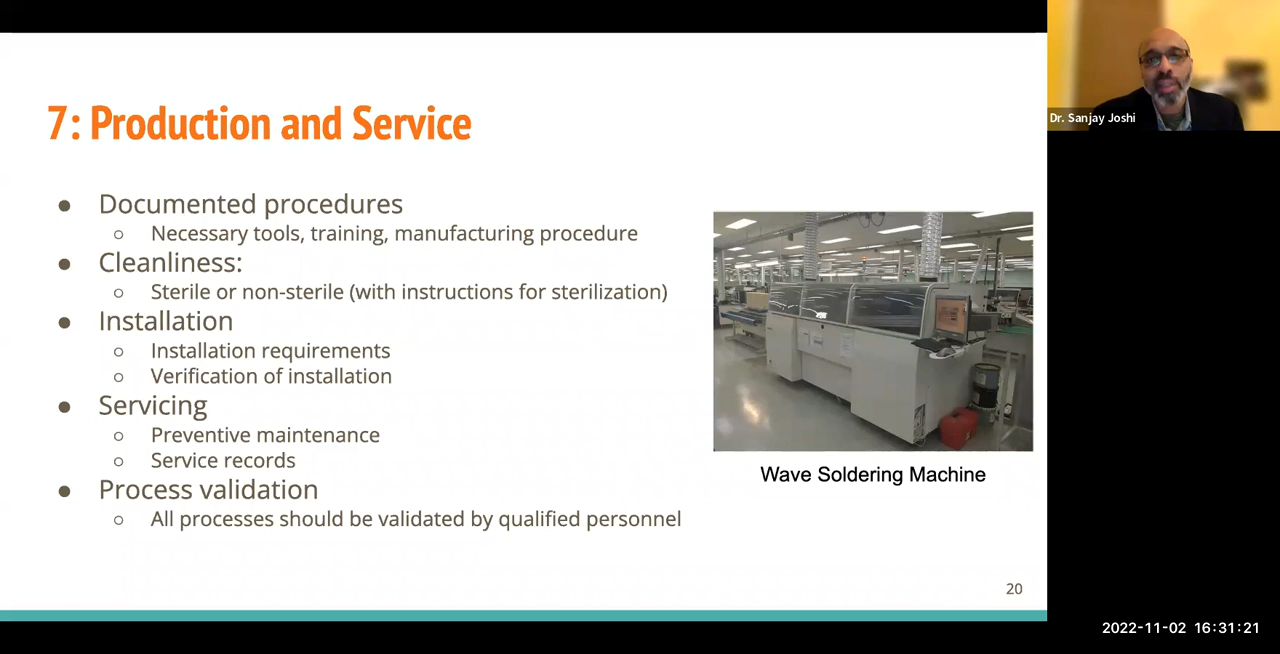 7: Production and Service
● Documented procedures
○ Necessary tools, training, manufacturing procedure
● Cleanliness:
○ Sterile or non-sterile (with instructions for sterilization)
● Installation
○ Installation requirements
○ Verification of installation
● Servicing
○ Preventive maintenance
○ Service records
● Process validation
○ All processes should be validated by qualified personnel
Wave Soldering Machine
20
Dr. Sanjay Joshi
2022-11-02 16:31:21